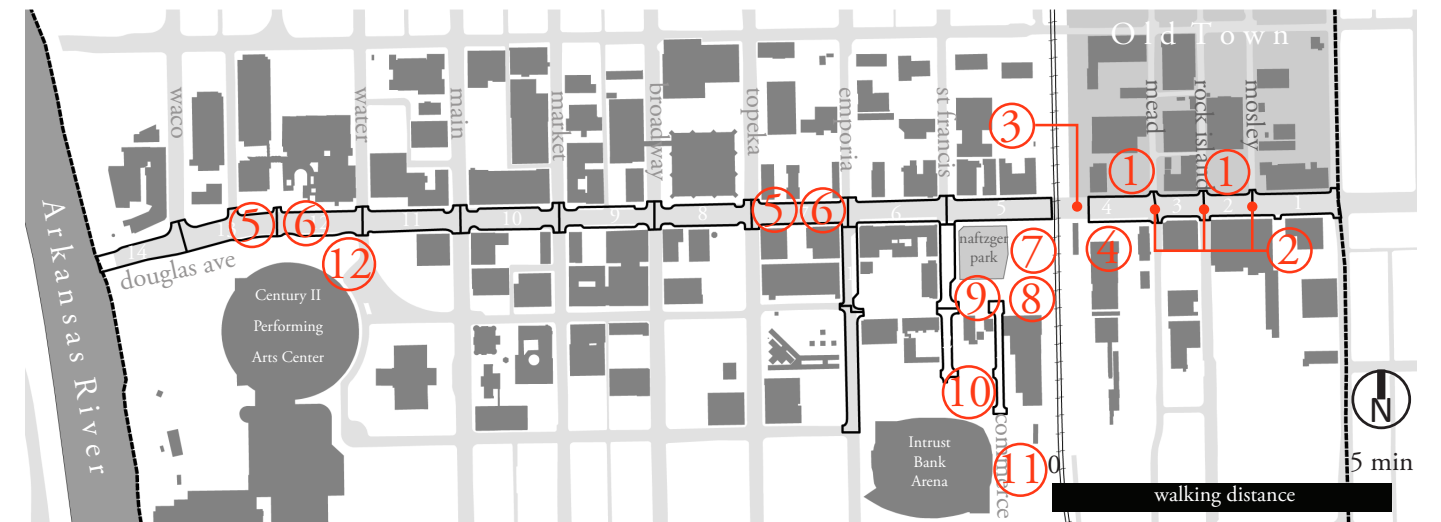 Old Town
waco
water
main
market
broadway
topeka
emporia
st francis
mead
rock island
mosley
3
1
1
5
6
11
10
9
8
5
6
6
5
4
3
2
1
14
douglas ave
12
naftzger
park
7
4
2
9
8
Century II
Performing
Arts Center
Arkansas River
10
Intrust
Bank
Arena
11
commerce
N
0
5 min
walking distance